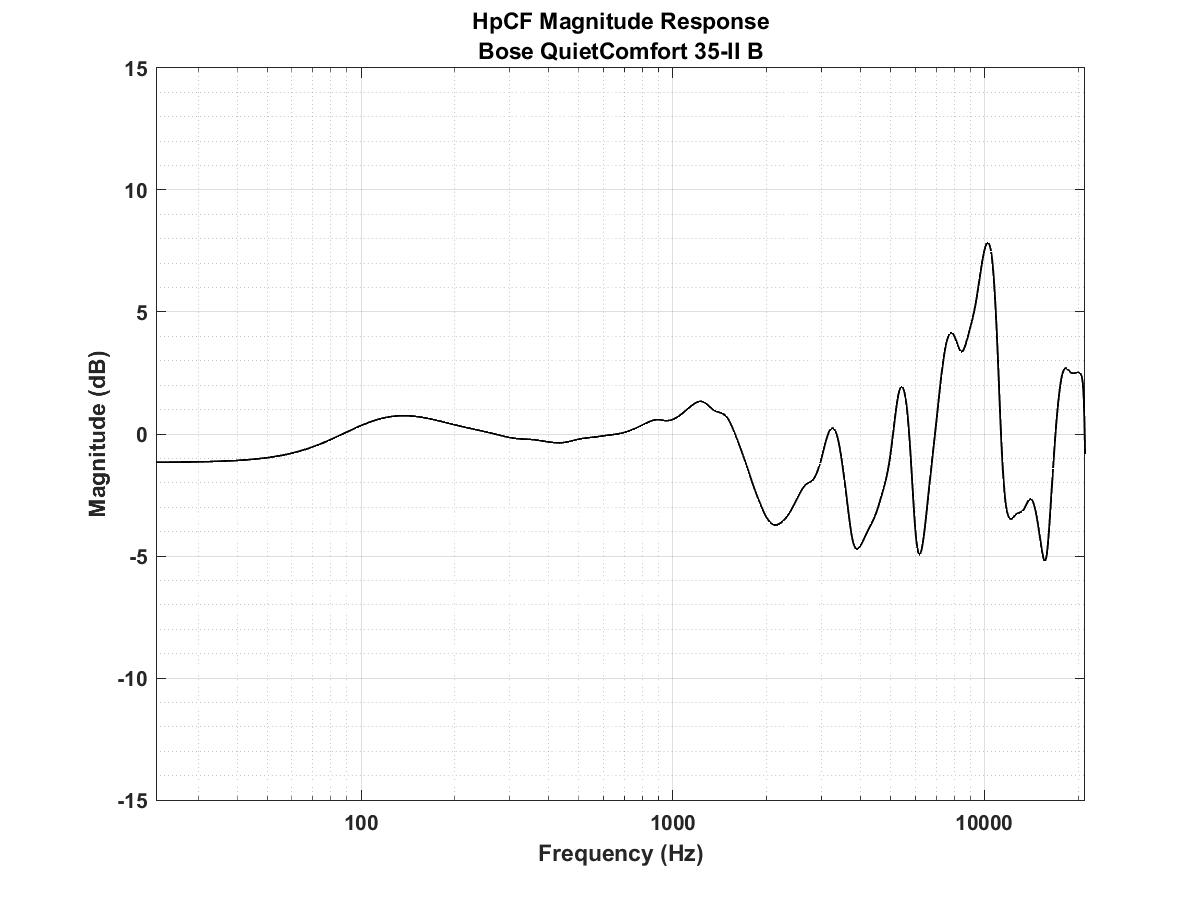 HpCF Magnitude Response
Bose QuietComfort 35-II B
15
10
5
0
-5
-10
-15
Magnitude (dB)
100
1000
10000
Frequency (Hz)